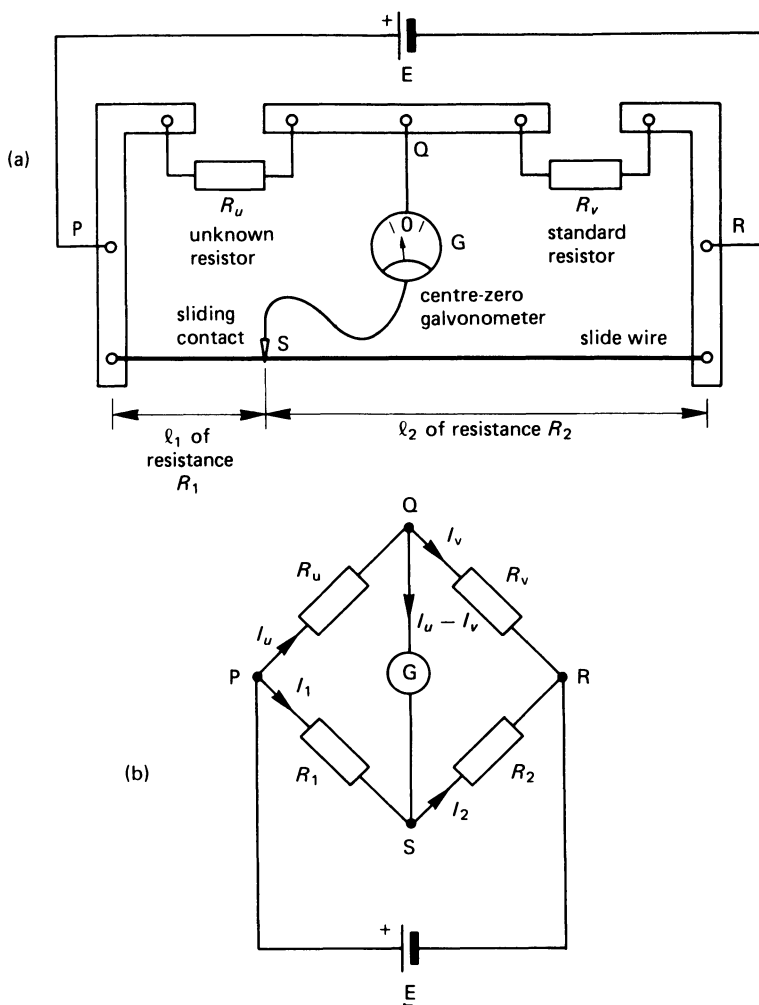 +
E
(a)
Q
R_u
unknown
resistor
R_v
standard
resistor
P
\ 0 /
G
R
centre-zero
galvonometer
sliding
contact
S
slide wire
ℓ_1 of
resistance
R_1
ℓ_2 of resistance R_2
Q
I_v
R_u
R_v
I_u
I_u – I_v
P
G
R
I_1
(b)
R_1
R_2
I_2
S
+
E